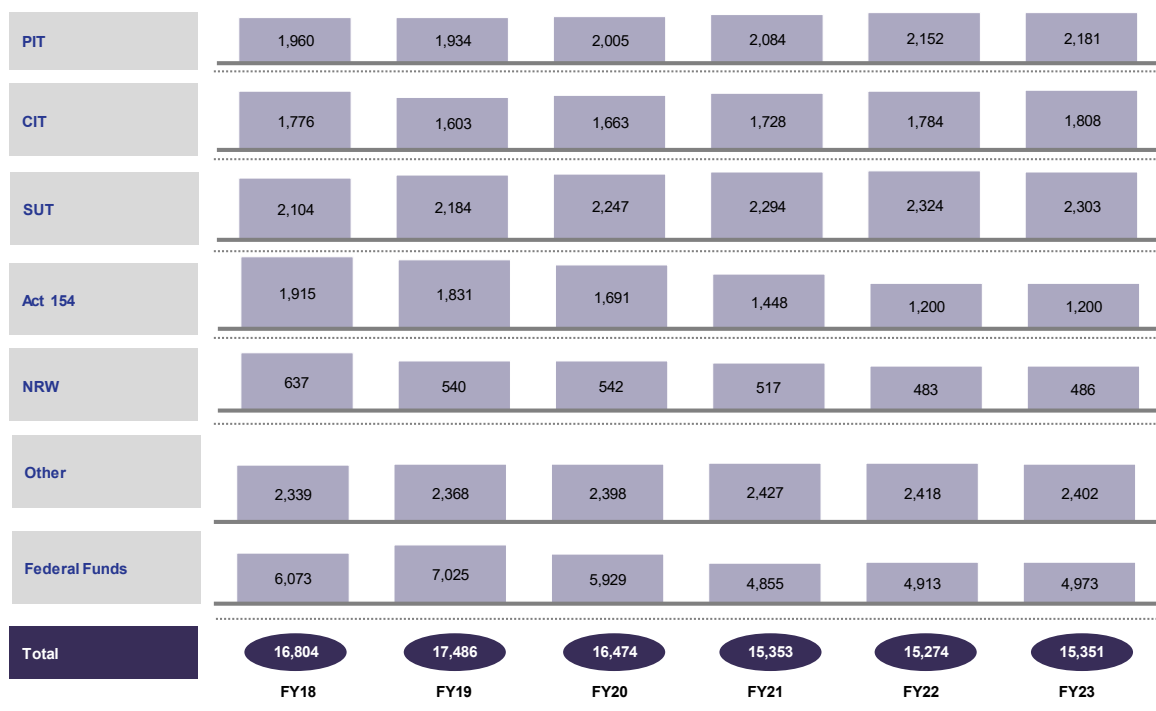 PIT 1,960 1,934 2,005 2,084 2,152 2,181
CIT 1,776 1,603 1,663 1,728 1,784 1,808
SUT 2,104 2,184 2,247 2,294 2,324 2,303
Act 154 1,915 1,831 1,691 1,448 1,200 1,200
NRW 637 540 542 517 483 486
Other 2,339 2,368 2,398 2,427 2,418 2,402
Federal Funds 6,073 7,025 5,929 4,855 4,913 4,973
Total 16,804 17,486 16,474 15,353 15,274 15,351
FY18 FY19 FY20 FY21 FY22 FY23